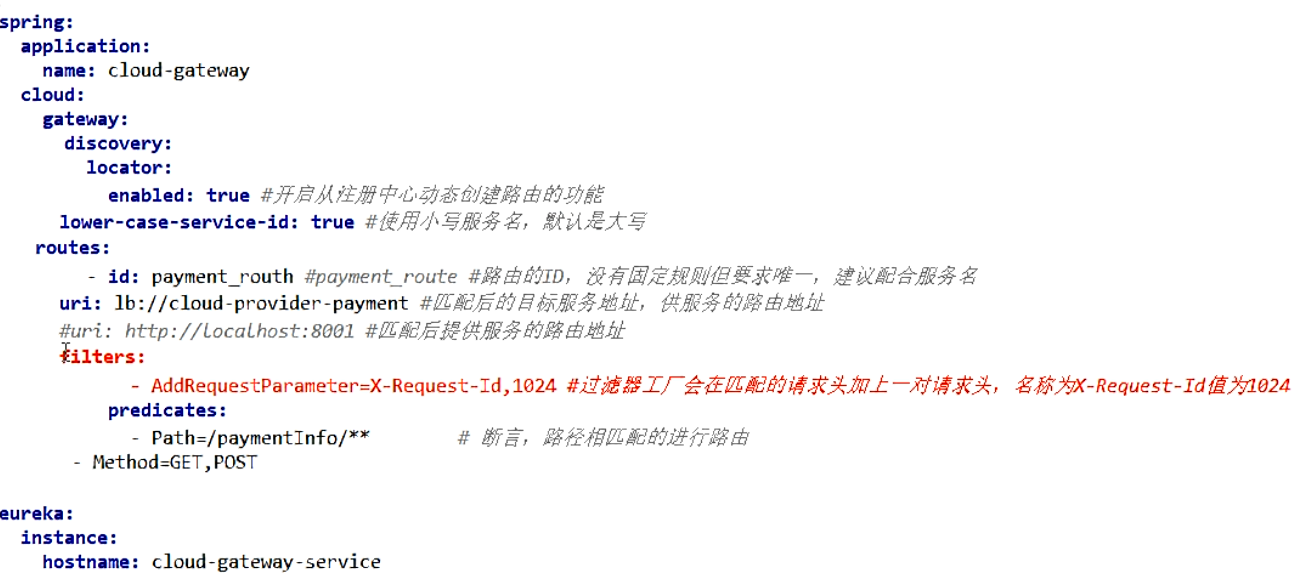 spring:
  application:
    name: cloud-gateway
  cloud:
    gateway:
      discovery:
        locator:
          enabled: true #开启从注册中心动态创建路由的功能
      lower-case-service-id: true #使用小写服务名，默认是大写
   routes:
        - id: payment_routh #payment_route #路由的ID，没有固定规则但要求唯一，建议配合服务名
     uri: lb://cloud-provider-payment #匹配后的目标服务地址，供服务的路由地址
     #uri: http://localhost:8001 #匹配后提供服务的路由地址
     filters:
            - AddRequestParameter=X-Request-Id,1024 #过滤器工厂会在匹配的请求头加上一对请求头，名称为X-Request-Id值为1024
          predicates:
            - Path=/paymentInfo/**        # 断言，路径相匹配的进行路由
       - Method=GET,POST
eureka:
  instance:
    hostname: cloud-gateway-service